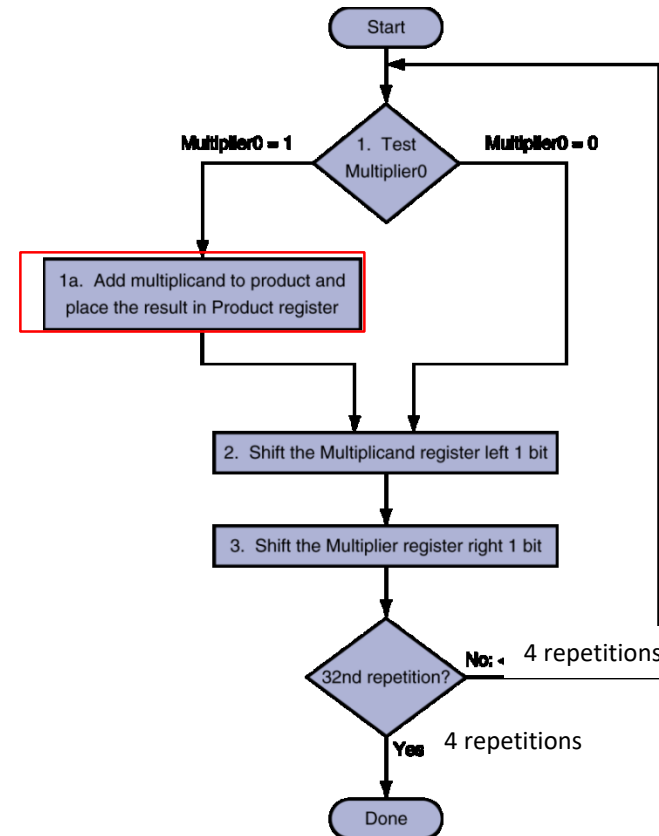 Start
Multiplier0 = 1
1. Test
Multiplier0
Multiplier0 = 0
1a. Add multiplicand to product and
place the result in Product register
2. Shift the Multiplicand register left 1 bit
3. Shift the Multiplier register right 1 bit
32nd repetition?
No: <
4 repetitions
Yes
4 repetitions
Done